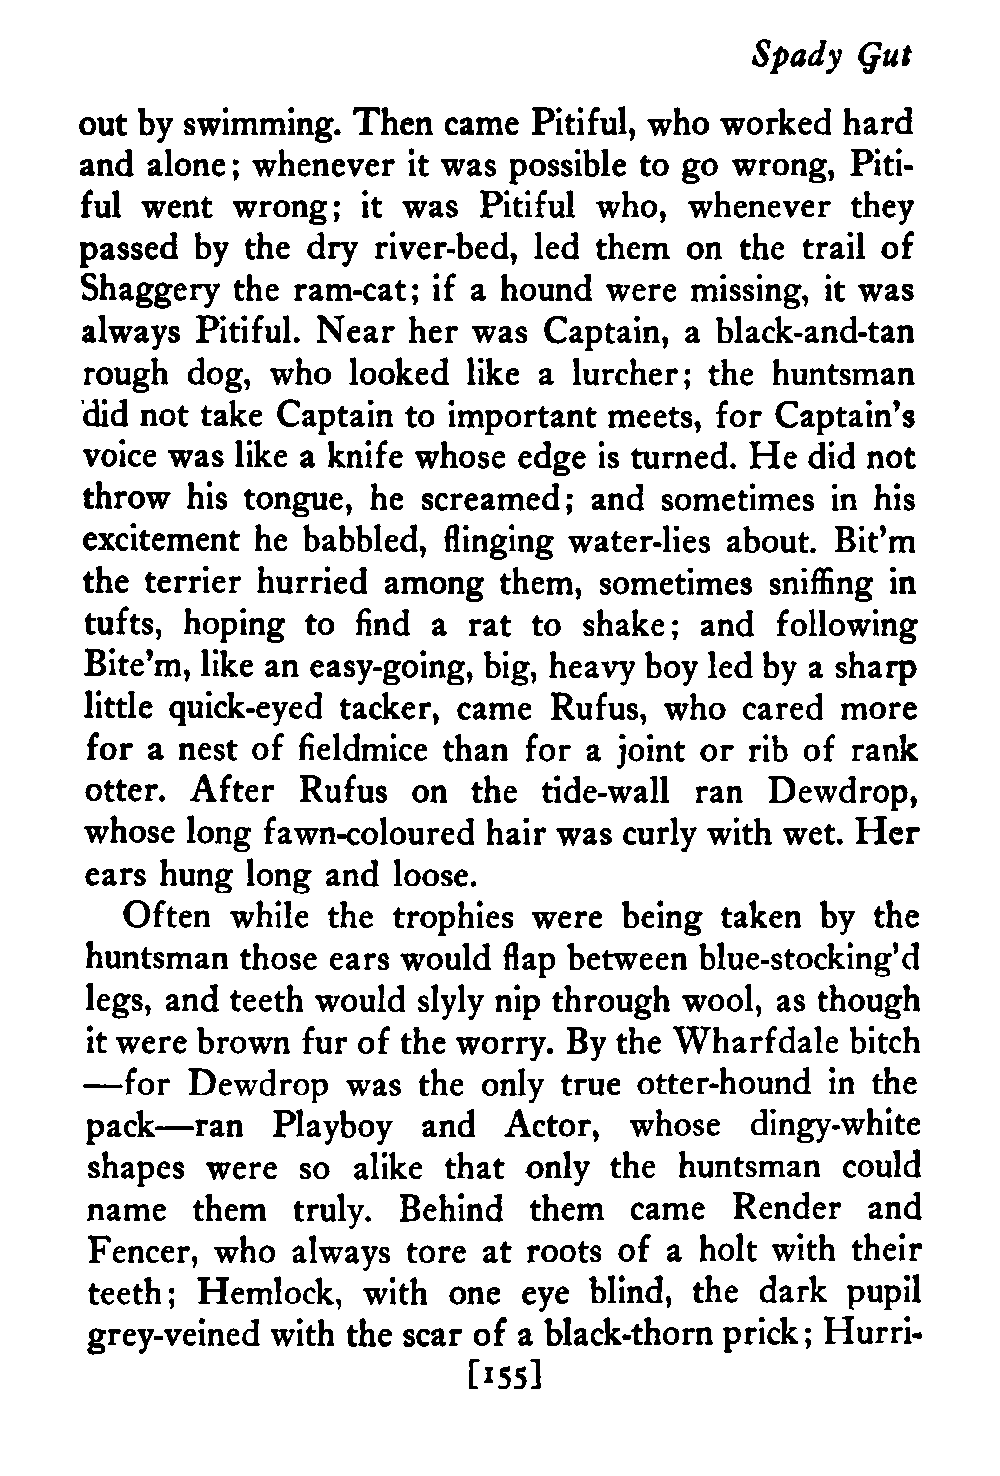 Spady Gut
out by swimming. Then came Pitiful, who worked hard
and alone; whenever it was possible to go wrong, Piti-
ful went wrong; it was Pitiful who, whenever they
passed by the dry river-bed, led them on the trail of
Shaggery the ram-cat; if a hound were missing, it was
always Pitiful. Near her was Captain, a black-and-tan
rough dog, who looked like a lurcher; the huntsman
did not take Captain to important meets, for Captain's
voice was like a knife whose edge is turned. He did not
throw his tongue, he screamed; and sometimes in his
excitement he babbled, flinging water-lies about. Bit'm
the terrier hurried among them, sometimes sniffing in
tufts, hoping to find a rat to shake; and following
Bite'm, like an easy-going, big, heavy boy led by a sharp
little quick-eyed tacker, came Rufus, who cared more
for a nest of fieldmice than for a joint or rib of rank
otter. After Rufus on the tide-wall ran Dewdrop,
whose long fawn-coloured hair was curly with wet. Her
ears hung long and loose.
Often while the trophies were being taken by the
huntsman those ears would flap between blue-stocking'd
legs, and teeth would slyly nip through wool, as though
it were brown fur of the worry. By the Wharfdale bitch
—for Dewdrop was the only true otter-hound in the
pack—ran Playboy and Actor, whose dingy-white
shapes were so alike that only the huntsman could
name them truly. Behind them came Render and
Fencer, who always tore at roots of a holt with their
teeth; Hemlock, with one eye blind, the dark pupil
grey-veined with the scar of a black-thorn prick; Hurri-
[155]